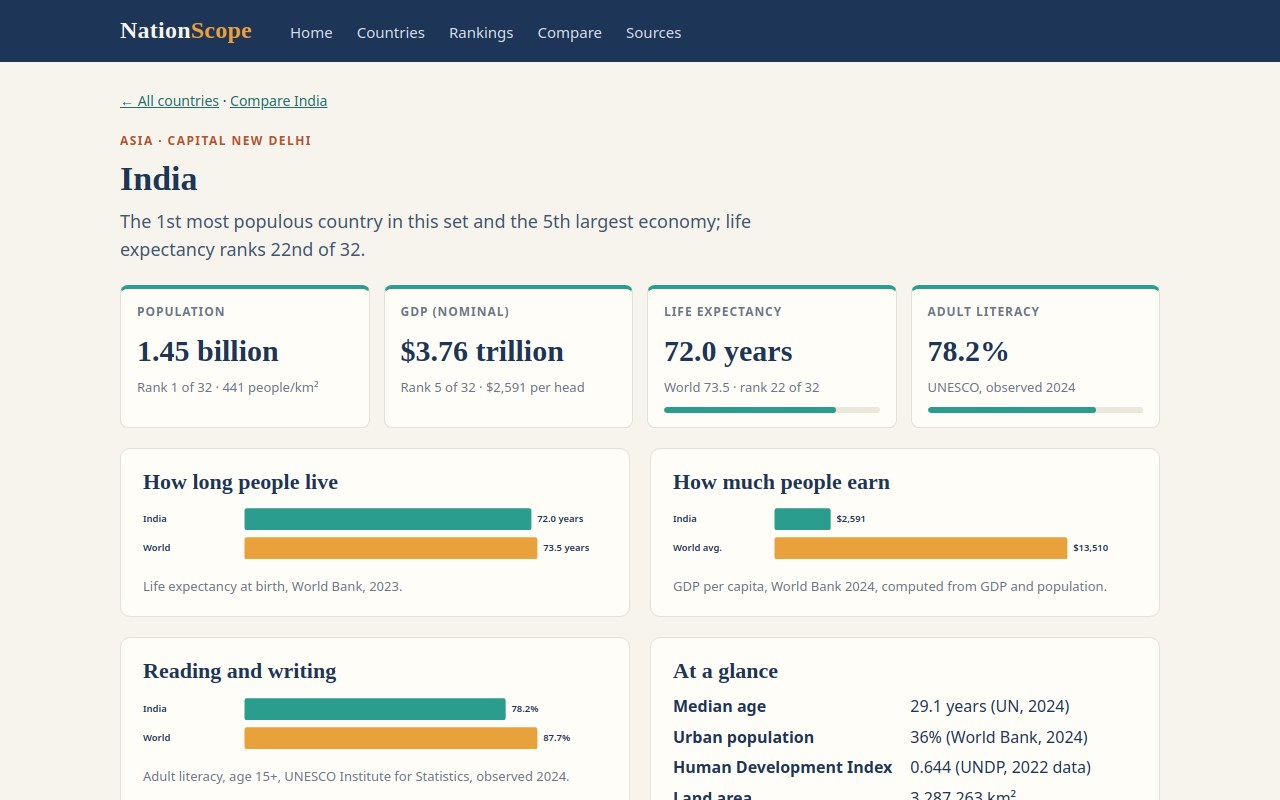 NationScope
Home Countries Rankings Compare Sources
← All countries · Compare India
ASIA · CAPITAL NEW DELHI
India
The 1st most populous country in this set and the 5th largest economy; life
expectancy ranks 22nd of 32.
POPULATION
1.45 billion
Rank 1 of 32 · 441 people/km²
GDP (NOMINAL)
$3.76 trillion
Rank 5 of 32 · $2,591 per head
LIFE EXPECTANCY
72.0 years
World 73.5 · rank 22 of 32
ADULT LITERACY
78.2%
UNESCO, observed 2024
How long people live
India 72.0 years
World 73.5 years
Life expectancy at birth, World Bank, 2023.
How much people earn
India $2,591
World avg. $13,510
GDP per capita, World Bank 2024, computed from GDP and population.
Reading and writing
India 78.2%
World 87.7%
Adult literacy, age 15+, UNESCO Institute for Statistics, observed 2024.
At a glance
Median age 29.1 years (UN, 2024)
Urban population 36% (World Bank, 2024)
Human Development Index 0.644 (UNDP, 2022 data)
Land area 3,287,263 km²